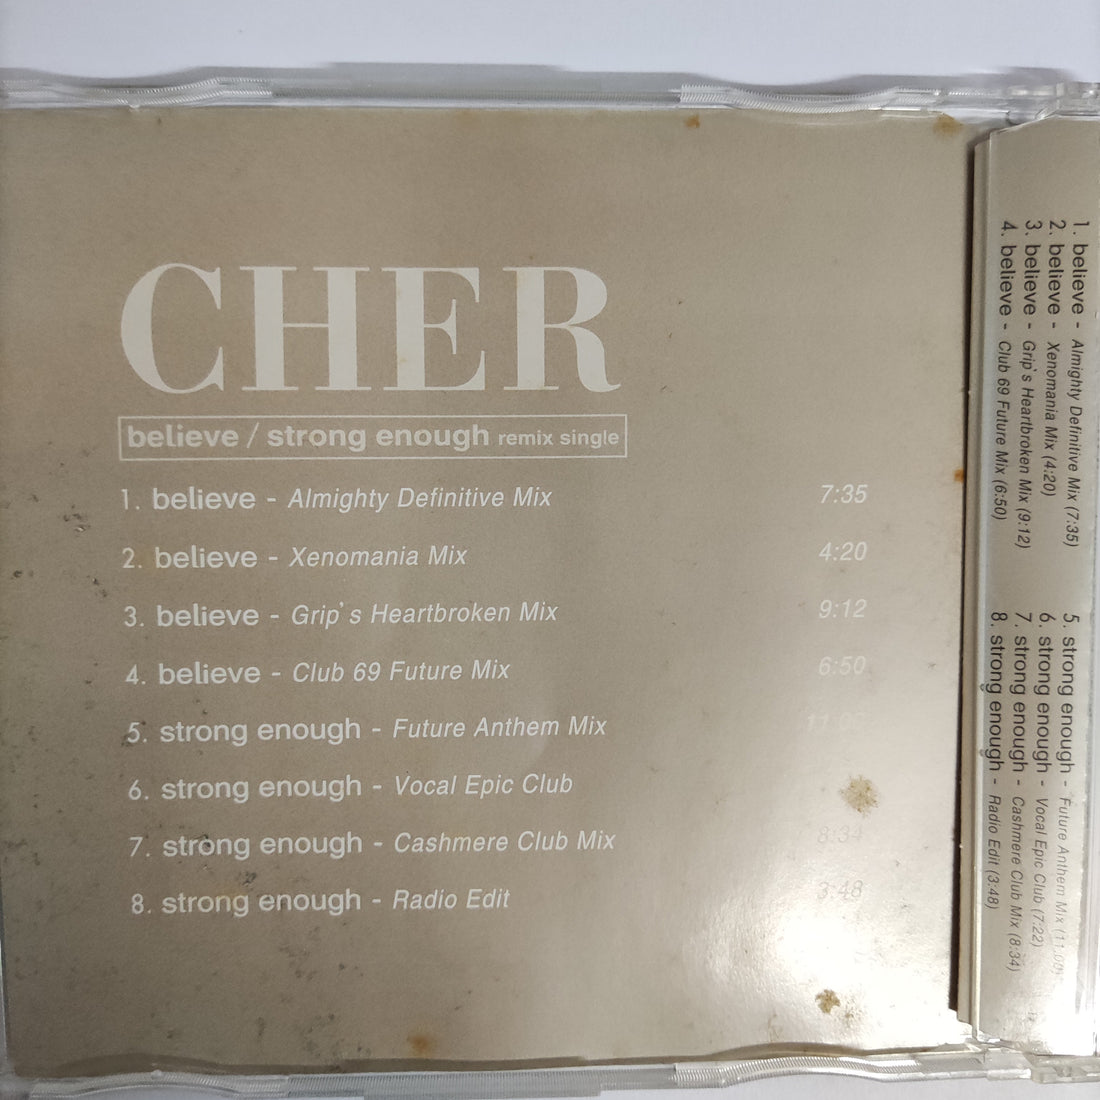 CHER
believe / strong enough remix single
1. believe - Almighty Definitive Mix 7:35
2. believe - Xenomania Mix 4:20
3. believe - Grip's Heartbroken Mix 9:12
4. believe - Club 69 Future Mix 6:50
5. strong enough - Future Anthem Mix
6. strong enough - Vocal Epic Club
7. strong enough - Cashmere Club Mix 8:34
8. strong enough - Radio Edit 3:48
1. believe - Almighty Definitive Mix (7:35)
2. believe - Xenomania Mix (4:20)
3. believe - Grip's Heartbroken Mix (9:12)
4. believe - Club 69 Future Mix (6:50)
5. strong enough - Future Anthem Mix (11:00)
6. strong enough - Vocal Epic Club (7:22)
7. strong enough - Cashmere Club Mix (8:34)
8. strong enough - Radio Edit (3:48)